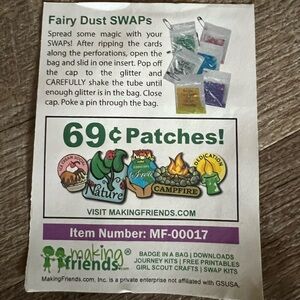 Fairy Dust SWAPs
Spread some magic with your
SWAPs! After ripping the cards
along the perforations, open the
bag and slid in one insert. Pop off
the cap to the glitter and
CAREFULLY shake the tube until
enough glitter is in the bag. Close
cap. Poke a pin through the bag.
69¢ Patches!
Nature
CAMPFIRE
DEDICATION
VISIT MAKINGFRIENDS.COM
Item Number: MF-00017
making
friends
BADGE IN A BAG | DOWNLOADS
JOURNEY KITS | FREE PRINTABLES
GIRL SCOUT CRAFTS | SWAP KITS
MakingFriends.com, Inc. is a private enterprise not affiliated with GSUSA.